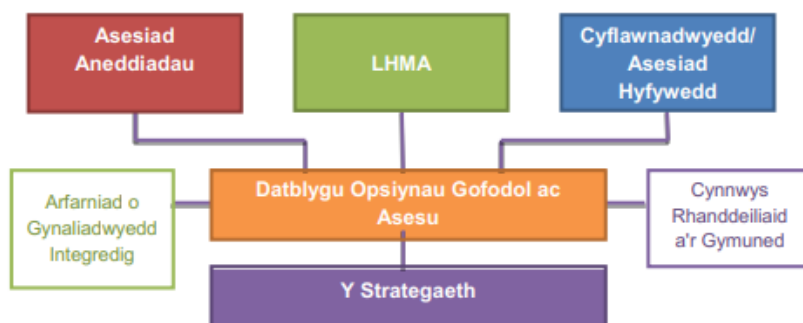 Asesiad
Aneddiadau
LHMA
Cyflawnadwyedd/
Asesiad
Hyfywedd
Arfarniad o
Gynaliadwyedd
Integredig
Datblygu Opsiynau Gofodol ac
Asesu
Cynnwys
Rhanddeiliaid
a'r Gymuned
Y Strategaeth